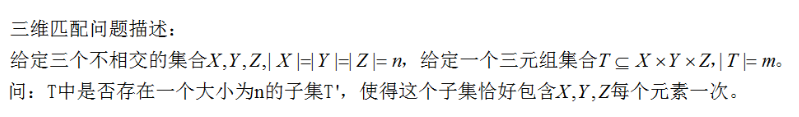 三维匹配问题描述：
给定三个不相交的集合X,Y,Z,| X |=|Y |=| Z |= n，给定一个三元组集合T ⊆ X ×Y × Z，| T |= m。
问：T中是否存在一个大小为n的子集T'，使得这个子集恰好包含X,Y,Z每个元素一次。